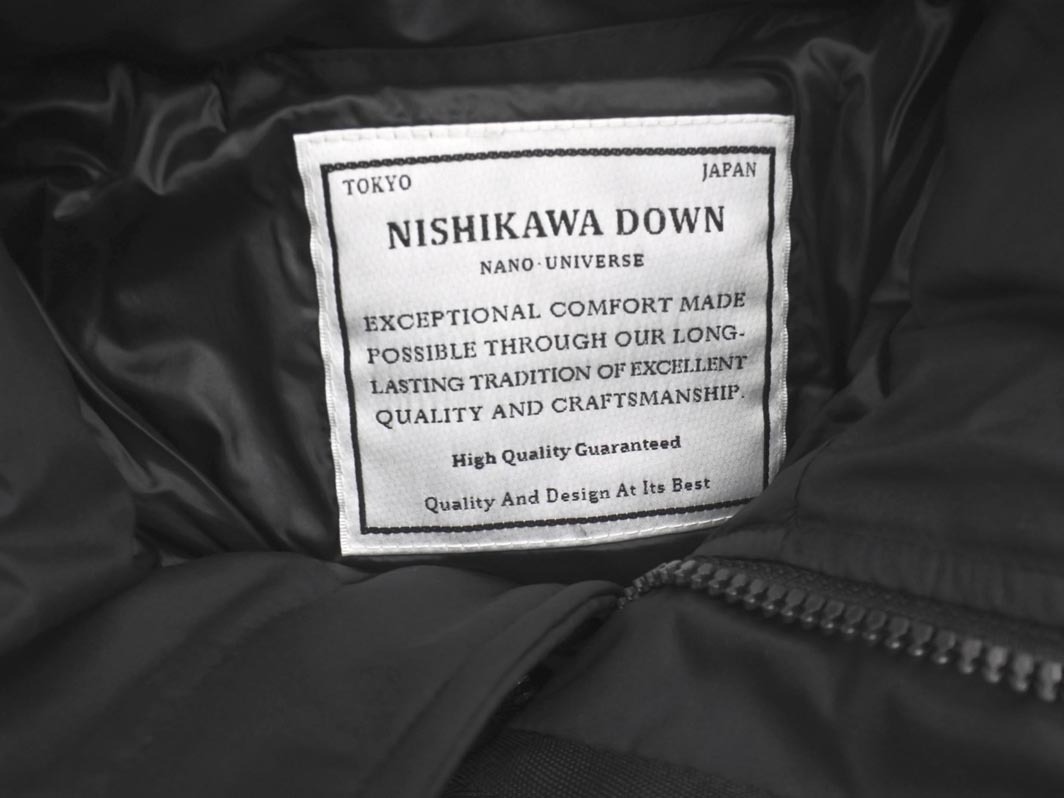 TOKYO JAPAN
NISHIKAWA DOWN
NANO·UNIVERSE
EXCEPTIONAL COMFORT MADE
POSSIBLE THROUGH OUR LONG-
LASTING TRADITION OF EXCELLENT
QUALITY AND CRAFTSMANSHIP.
High Quality Guaranteed
Quality And Design At Its Best